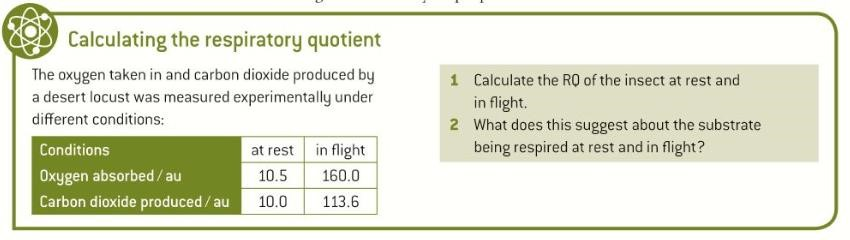 Calculating the respiratory quotient
The oxygen taken in and carbon dioxide produced by
a desert locust was measured experimentally under
different conditions:
Conditions at rest in flight
Oxygen absorbed / au 10.5 160.0
Carbon dioxide produced / au 10.0 113.6
1 Calculate the RQ of the insect at rest and
in flight.
2 What does this suggest about the substrate
being respired at rest and in flight?